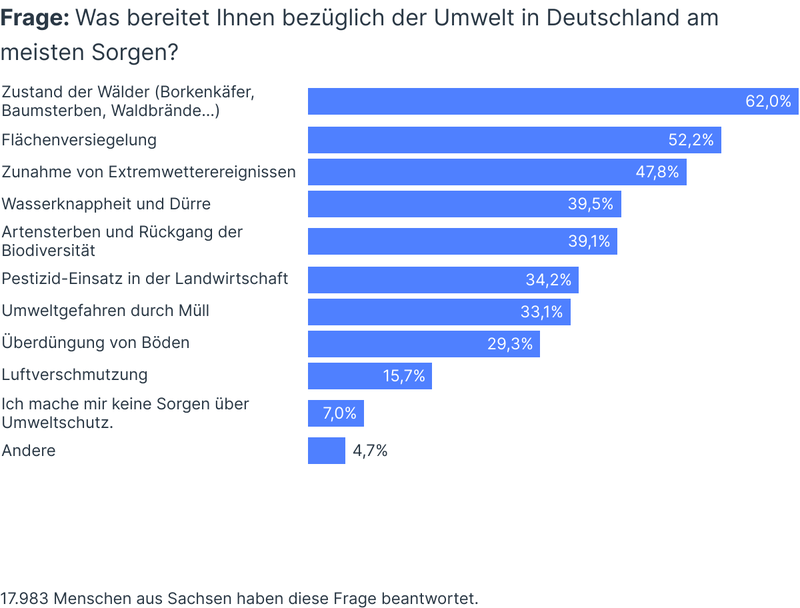 Frage: Was bereitet Ihnen bezüglich der Umwelt in Deutschland am
meisten Sorgen?
Zustand der Wälder (Borkenkäfer,
Baumsterben, Waldbrände...)
62,0%
Flächenversiegelung
52,2%
Zunahme von Extremwetterereignissen
47,8%
Wasserknappheit und Dürre
39,5%
Artensterben und Rückgang der
Biodiversität
39,1%
Pestizid-Einsatz in der Landwirtschaft
34,2%
Umweltgefahren durch Müll
33,1%
Überdüngung von Böden
29,3%
Luftverschmutzung
15,7%
Ich mache mir keine Sorgen über
Umweltschutz.
7,0%
Andere
4,7%
17.983 Menschen aus Sachsen haben diese Frage beantwortet.